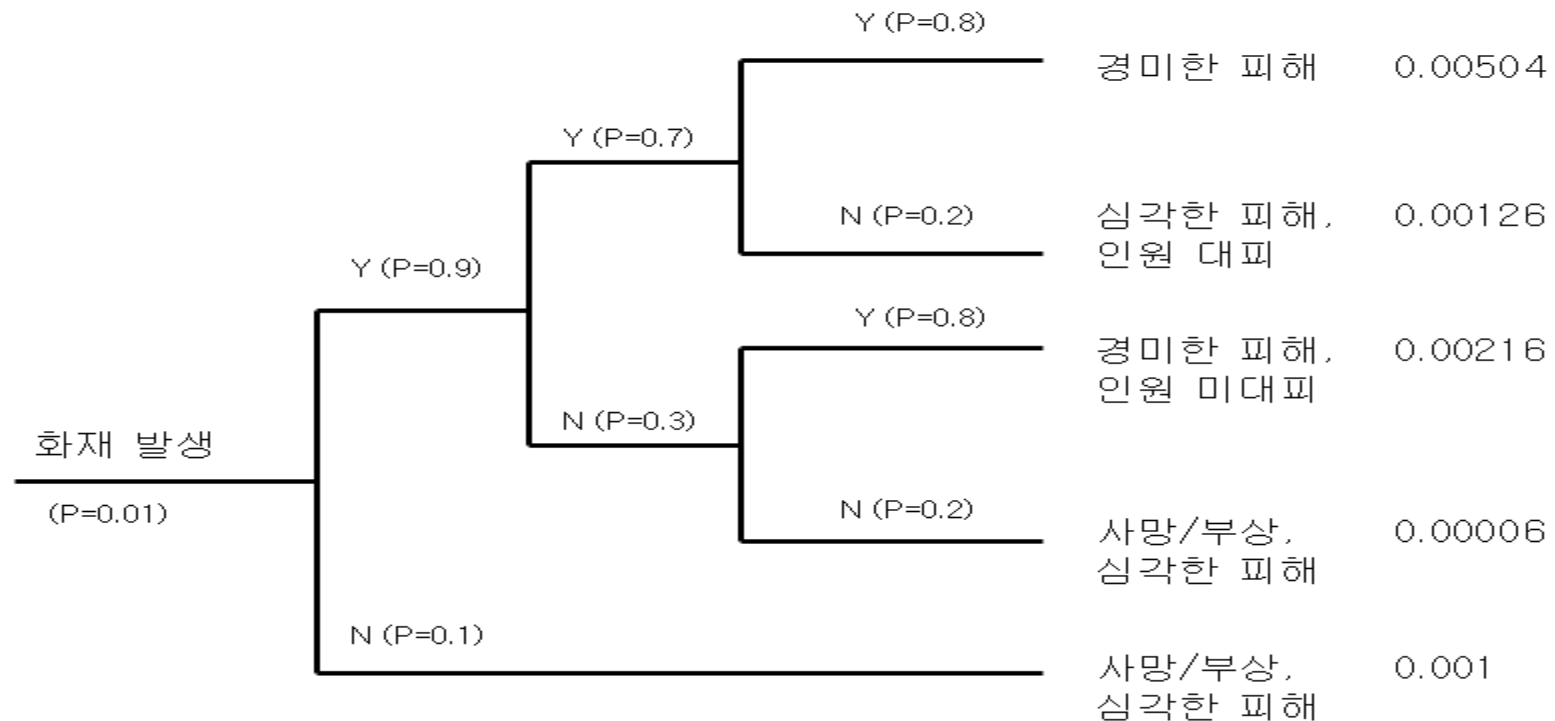 Y (P=0.8)
경미한 피해 0.00504
Y (P=0.7)
N (P=0.2)
심각한 피해, 0.00126
인원 대피
Y (P=0.9)
Y (P=0.8)
경미한 피해, 0.00216
인원 미대피
N (P=0.3)
화재 발생
(P=0.01)
N (P=0.2)
사망/부상, 0.00006
심각한 피해
N (P=0.1)
사망/부상, 0.001
심각한 피해